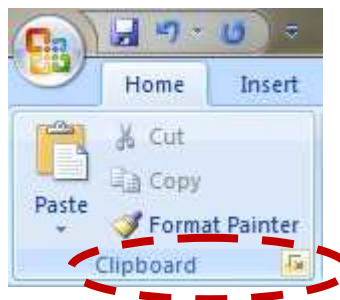 Home Insert
Cut
Copy
Paste
Format Painter
Clipboard